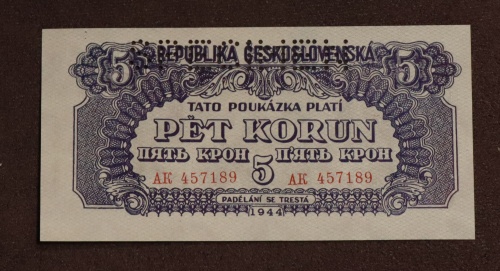 5 REPUBLIKA ČESKOSLOVENSKÁ 5
TATO POUKÁZKA PLATÍ
PĚT KORUN
ПЯТЬ КРОН 5 П'ЯТЬ КРОН
AK 457189 AK 457189
PADĚLÁNÍ SE TRESTÁ
1944